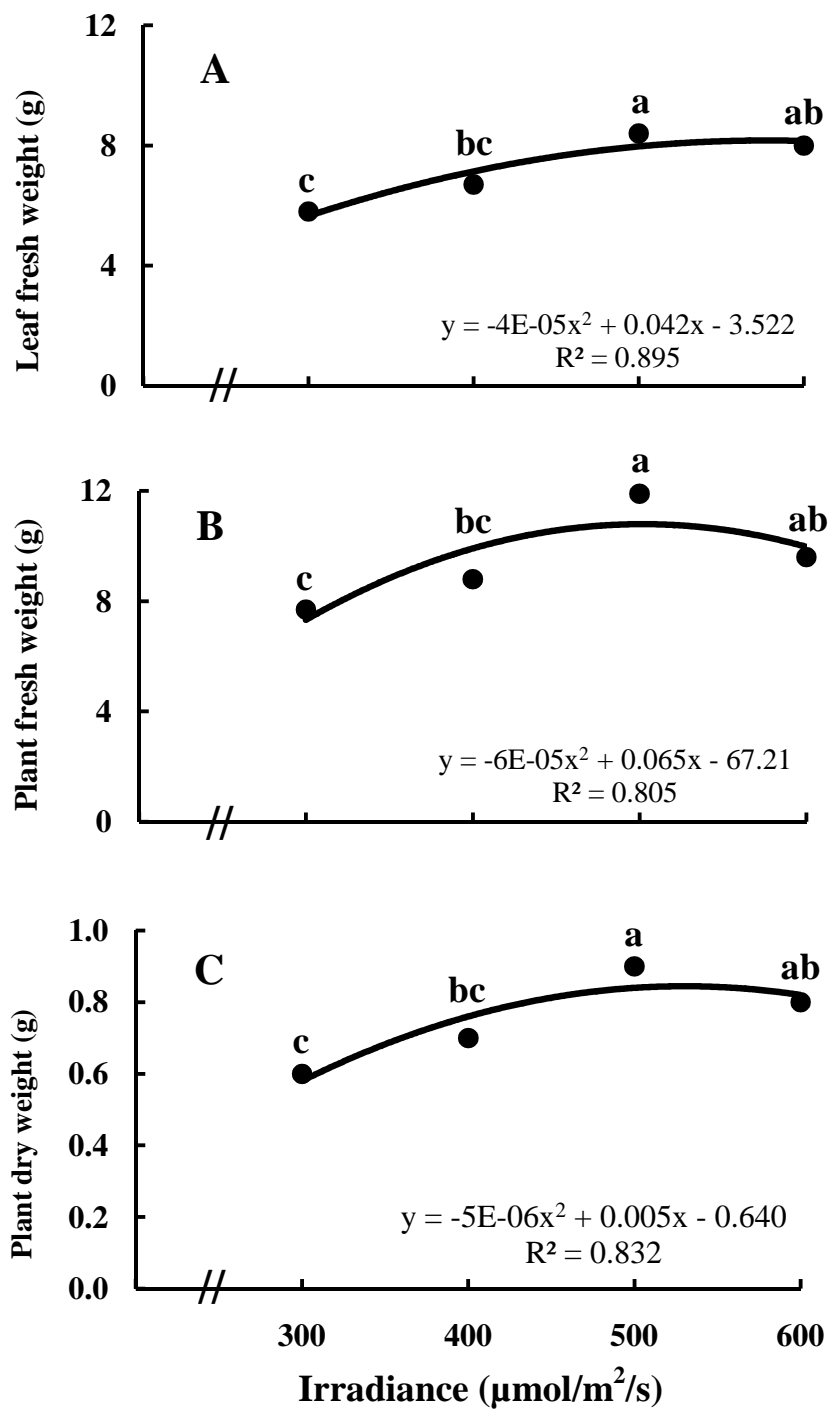 12
A
a
ab
8
bc
c
4
Leaf fresh weight (g)
y = -4E-05x² + 0.042x - 3.522
R² = 0.895
0
//
a
12
B
bc
ab
c
8
4
Plant fresh weight (g)
y = -6E-05x² + 0.065x - 67.21
R² = 0.805
0
//
1.0
C
a
ab
0.8
bc
c
0.6
0.4
Plant dry weight (g)
0.2
y = -5E-06x² + 0.005x - 0.640
R² = 0.832
0.0
//
300 400 500 600
Irradiance (µmol/m²/s)